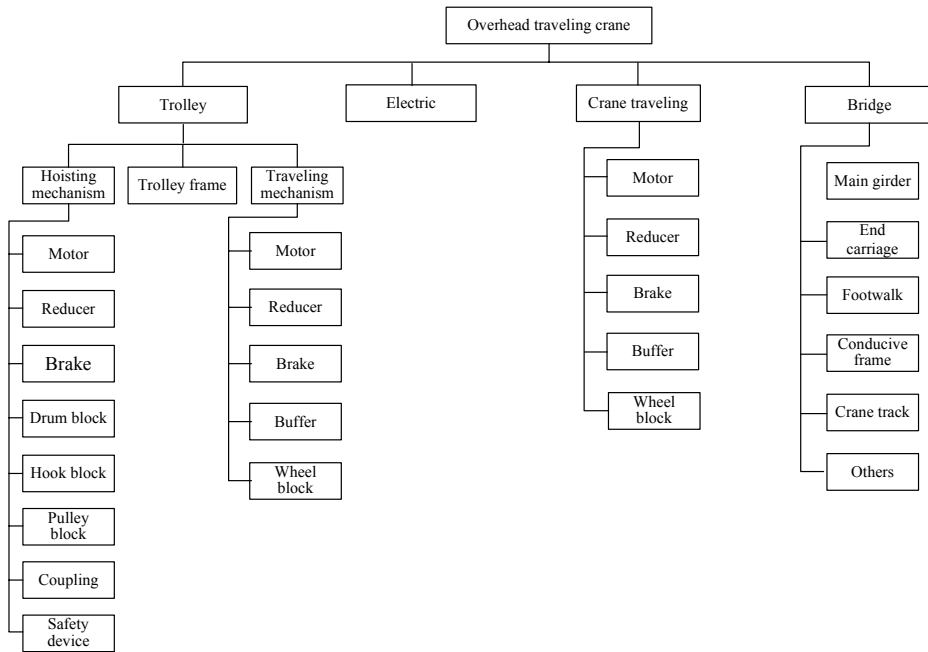 Overhead traveling crane
Trolley
Electric
Crane traveling
Bridge
Hoisting
mechanism
Trolley frame
Traveling
mechanism
Motor
Reducer
Brake
Drum block
Hook block
Pulley
block
Coupling
Safety
device
Motor
Reducer
Brake
Buffer
Wheel
block
Motor
Reducer
Brake
Buffer
Wheel
block
Main girder
End
carriage
Footwalk
Conducive
frame
Crane track
Others